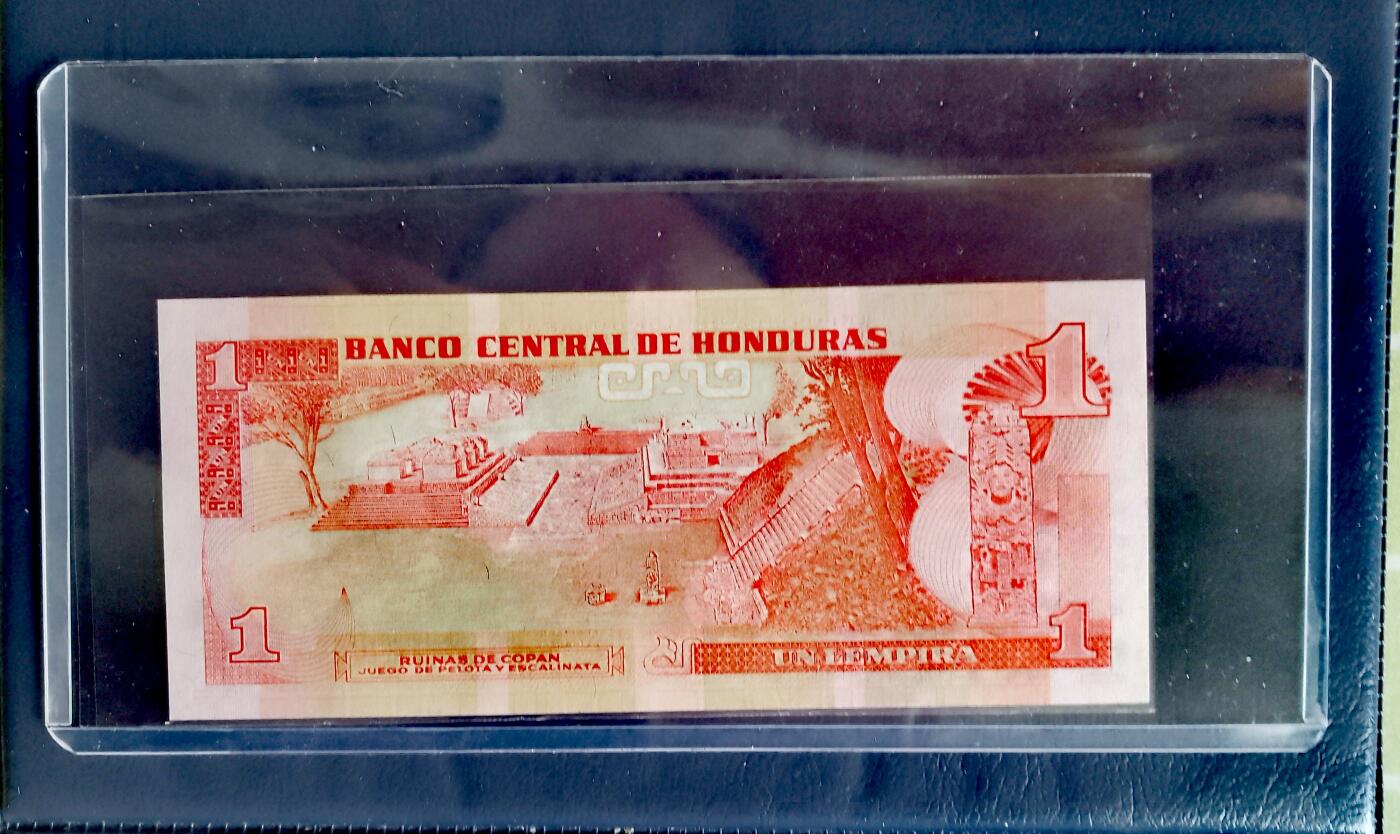 1
BANCO CENTRAL DE HONDURAS
1
1
RUINAS DE COPAN
JUEGO DE PELOTA Y ESCALINATA
UN LEMPIRA
1